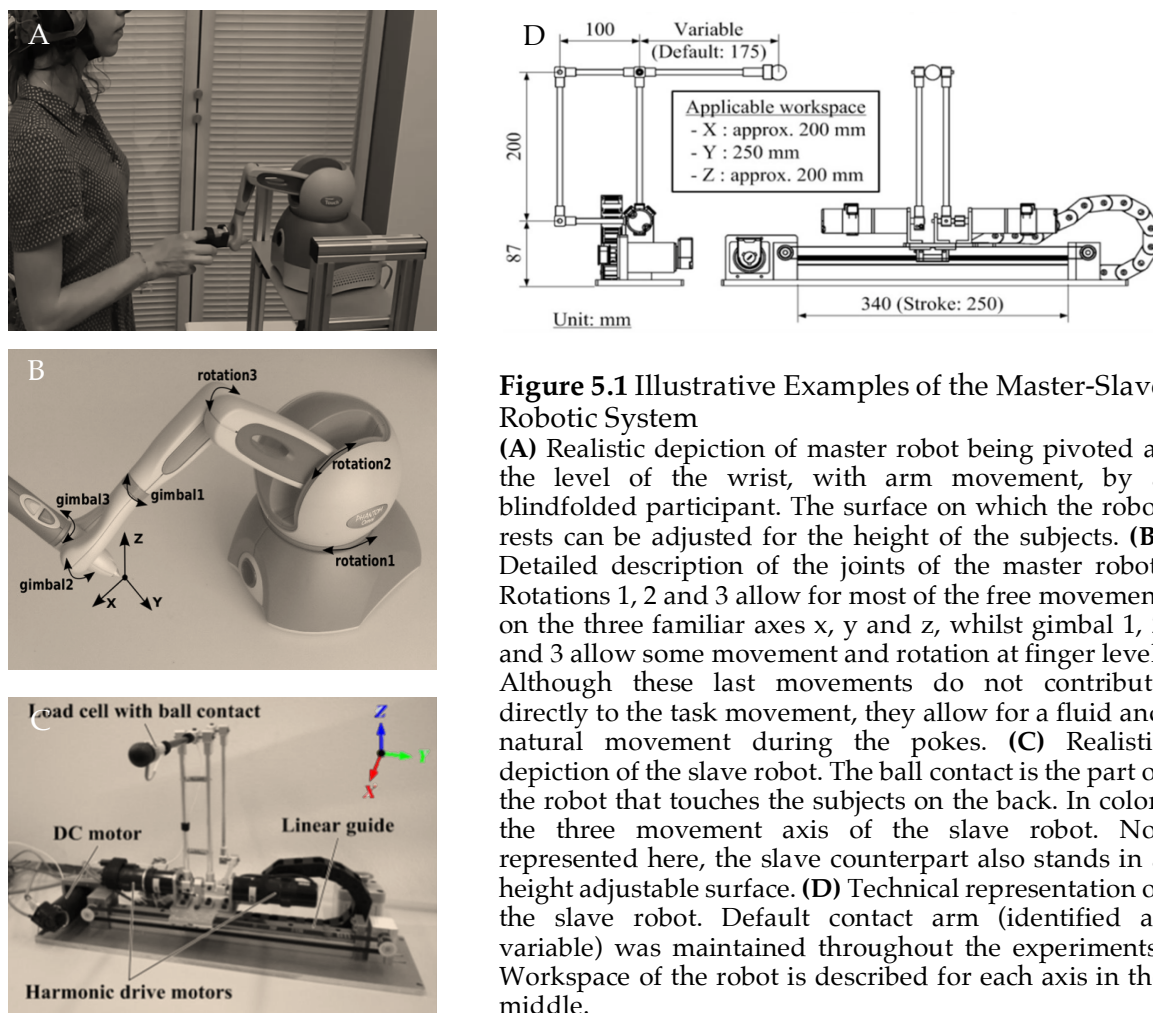 A
D
100
Variable
(Default: 175)
200
87
Applicable workspace
- X : approx. 200 mm
- Y : 250 mm
- Z : approx. 200 mm
340 (Stroke: 250)
Unit: mm
B
rotation3
rotation2
rotation1
gimbal1
gimbal3
gimbal2
Z
X
Y
PHANTOM
C
Load cell with ball contact
DC motor
Linear guide
Harmonic drive motors
Z
X
Figure 5.1 Illustrative Examples of the Master-Slave
Robotic System
(A) Realistic depiction of master robot being pivoted a
the level of the wrist, with arm movement, by
blindfolded participant. The surface on which the robo
rests can be adjusted for the height of the subjects. (B
Detailed description of the joints of the master robot
Rotations 1, 2 and 3 allow for most of the free movemen
on the three familiar axes x, y and z, whilst gimbal 1,
and 3 allow some movement and rotation at finger level
Although these last movements do not contribut
directly to the task movement, they allow for a fluid and
natural movement during the pokes. (C) Realisti
depiction of the slave robot. The ball contact is the part o
the robot that touches the subjects on the back. In color
the three movement axis of the slave robot. No
represented here, the slave counterpart also stands in
height adjustable surface. (D) Technical representation o
the slave robot. Default contact arm (identified a
variable) was maintained throughout the experiments
Workspace of the robot is described for each axis in th
middle.